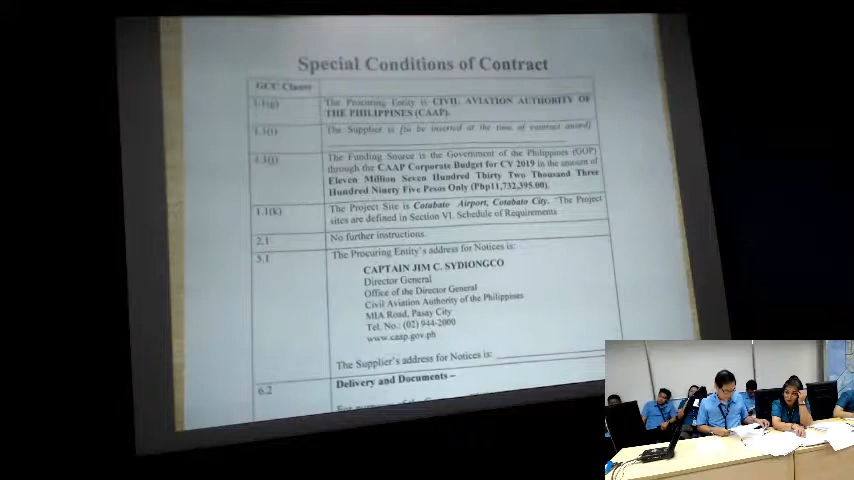 Special Conditions of Contract
GCC Clause
1.1(g) The Procuring Entity is CIVIL AVIATION AUTHORITY OF
THE PHILIPPINES (CAAP).
1.1(i) The Supplier is [to be inserted at the time of contract award]
1.1(j) The Funding Source is the Government of the Philippines (GOP)
through the CAAP Corporate Budget for CY 2019 in the amount of
Eleven Million Seven Hundred Thirty Two Thousand Three
Hundred Ninety Five Pesos Only (Php11,732,395.00).
1.1(k) The Project Site is Cotabato Airport, Cotabato City. "The Project
sites are defined in Section VI. Schedule of Requirements
2.1 No further instructions.
5.1 The Procuring Entity's address for Notices is:
CAPTAIN JIM C. SYDIONGCO
Director General
Office of the Director General
Civil Aviation Authority of the Philippines
MIA Road, Pasay City
Tel. No.: (02) 944-2000
www.caap.gov.ph
The Supplier's address for Notices is:
6.2 Delivery and Documents –